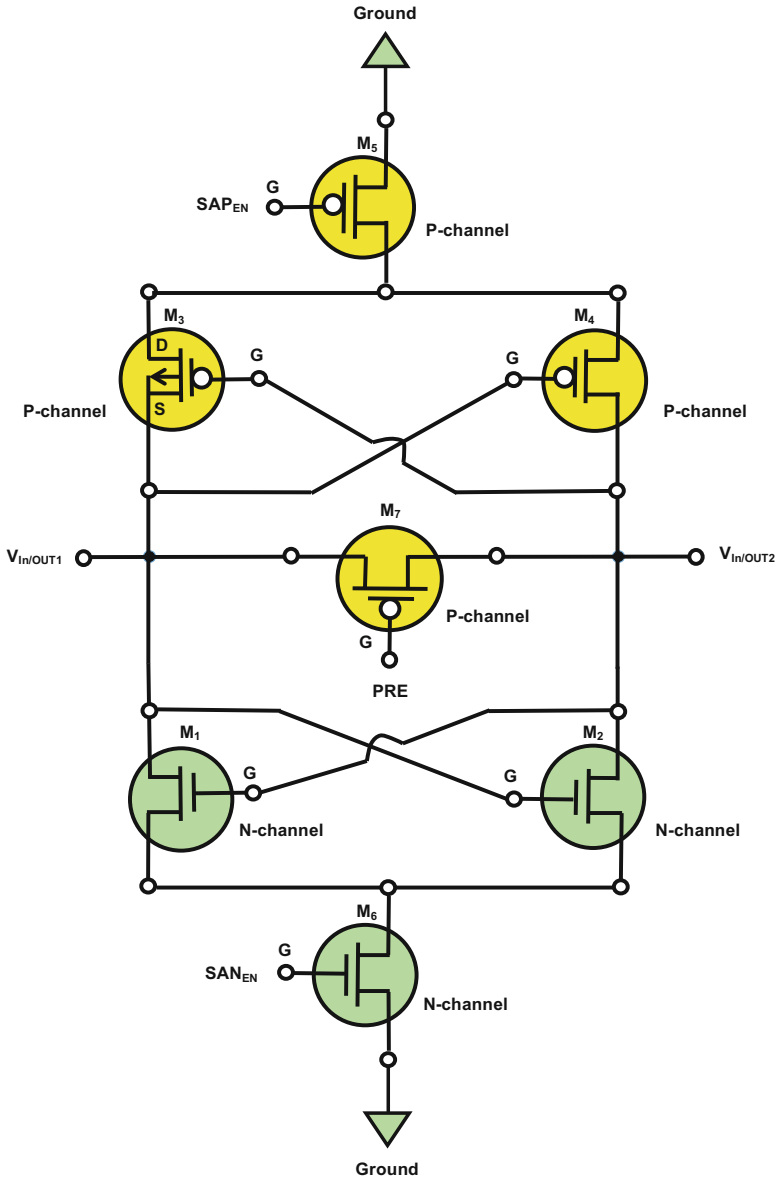 Ground
M5
G
SAPEN
P-channel
M3
M4
D
G
G
S
P-channel
P-channel
M7
VIn/OUT1
VIn/OUT2
P-channel
G
PRE
M1
M2
G
G
N-channel
N-channel
M6
G
SANEN
N-channel
Ground